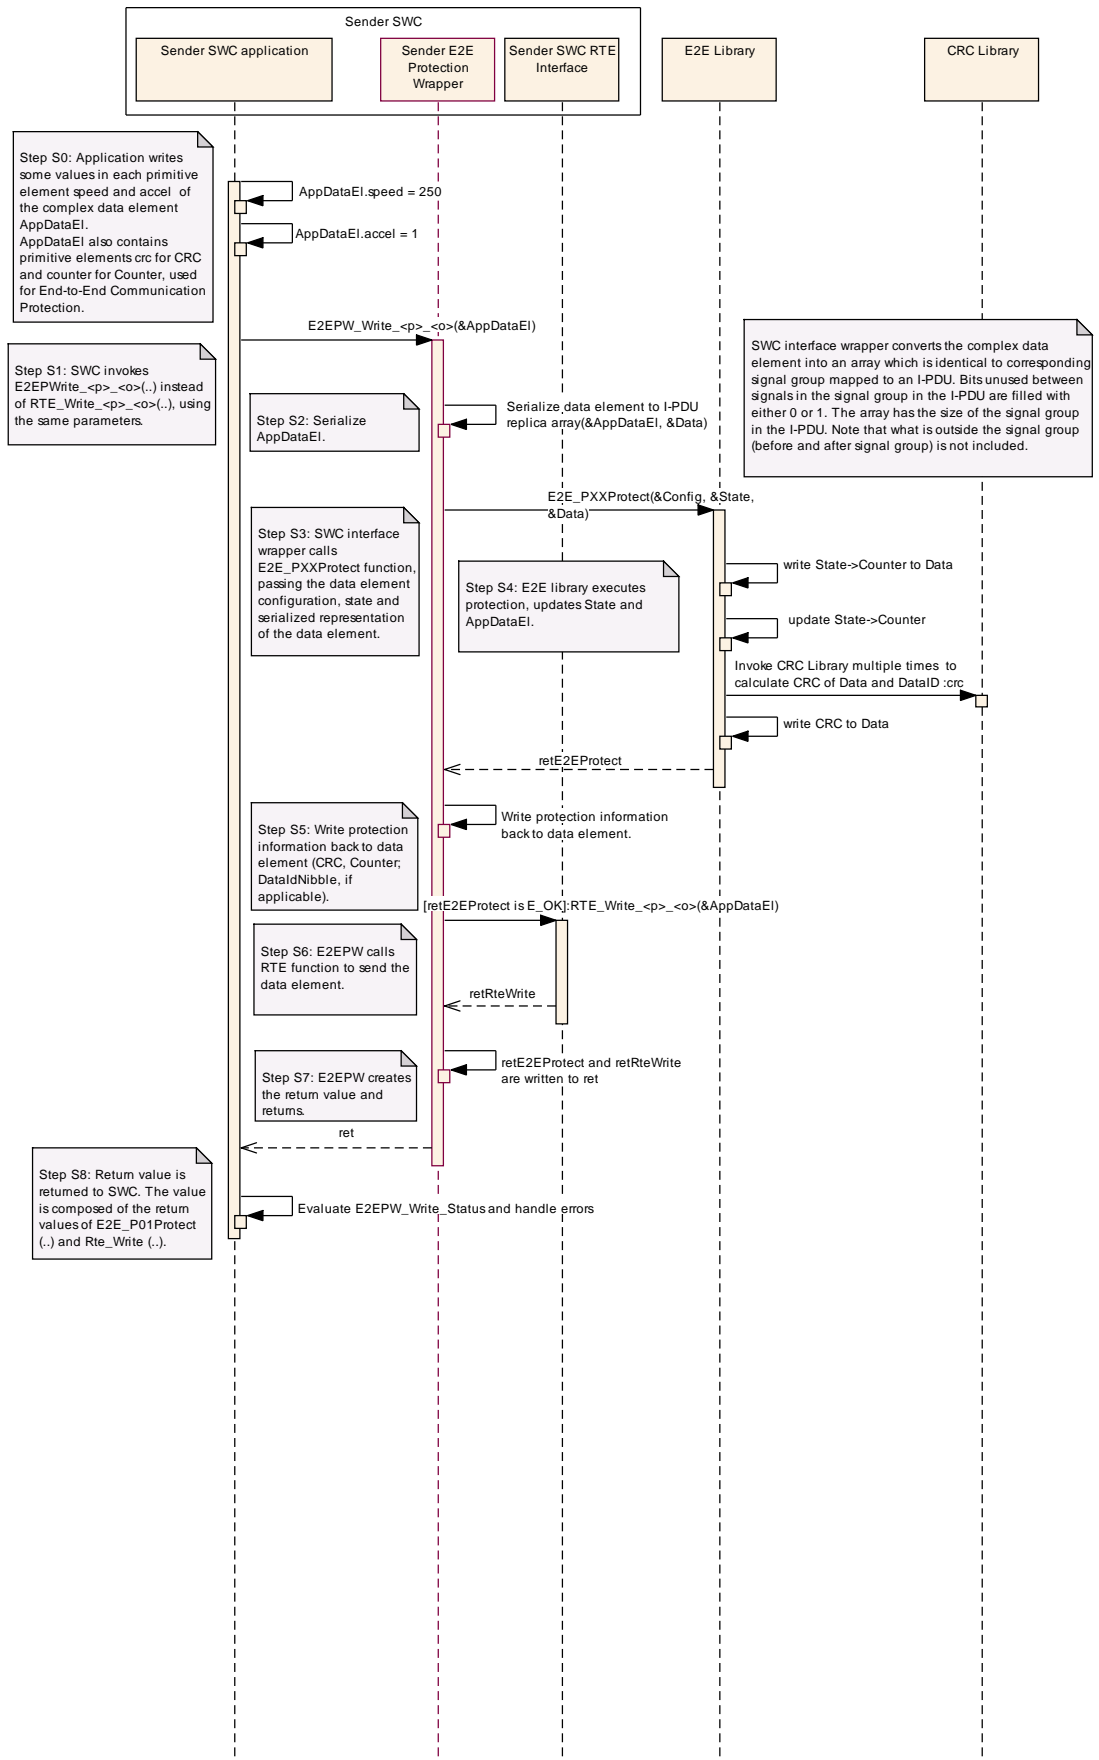 Sender SWC
Sender SWC application
Sender E2E
Protection
Wrapper
Sender SWC RTE
Interface
E2E Library
CRC Library
Step S0: Application writes
some values in each primitive
element speed and accel of
the complex data element
AppDataEl.
AppDataEl also contains
primitive elements crc for CRC
and counter for Counter, used
for End-to-End Communication
Protection.
AppDataEl.speed = 250
AppDataEl.accel = 1
E2EPW_Write_<p>_<o>(&AppDataEl)
Step S1: SWC invokes
E2EPWrite_<p>_<o>(..) instead
of RTE_Write_<p>_<o>(..), using
the same parameters.
SWC interface wrapper converts the complex data
element into an array which is identical to corresponding
signal group mapped to an I-PDU. Bits unused between
signals in the signal group in the I-PDU are filled with
either 0 or 1. The array has the size of the signal group
in the I-PDU. Note that what is outside the signal group
(before and after signal group) is not included.
Step S2: Serialize
AppDataEl.
Serialize data element to I-PDU
replica array(&AppDataEl, &Data)
E2E_PXXProtect(&Config, &State,
&Data)
Step S3: SWC interface
wrapper calls
E2E_PXXProtect function,
passing the data element
configuration, state and
serialized representation
of the data element.
Step S4: E2E library executes
protection, updates State and
AppDataEl.
write State->Counter to Data
update State->Counter
Invoke CRC Library multiple times to
calculate CRC of Data and DataID :crc
write CRC to Data
retE2EProtect
Step S5: Write protection
information back to data
element (CRC, Counter;
DataIdNibble, if
applicable).
Write protection information
back to data element.
[retE2EProtect is E_OK]:RTE_Write_<p>_<o>(&AppDataEl)
Step S6: E2EPW calls
RTE function to send the
data element.
retRteWrite
Step S7: E2EPW creates
the return value and
returns.
retE2EProtect and retRteWrite
are written to ret
ret
Step S8: Return value is
returned to SWC. The value
is composed of the return
values of E2E_P01Protect
(..) and Rte_Write (..).
Evaluate E2EPW_Write_Status and handle errors